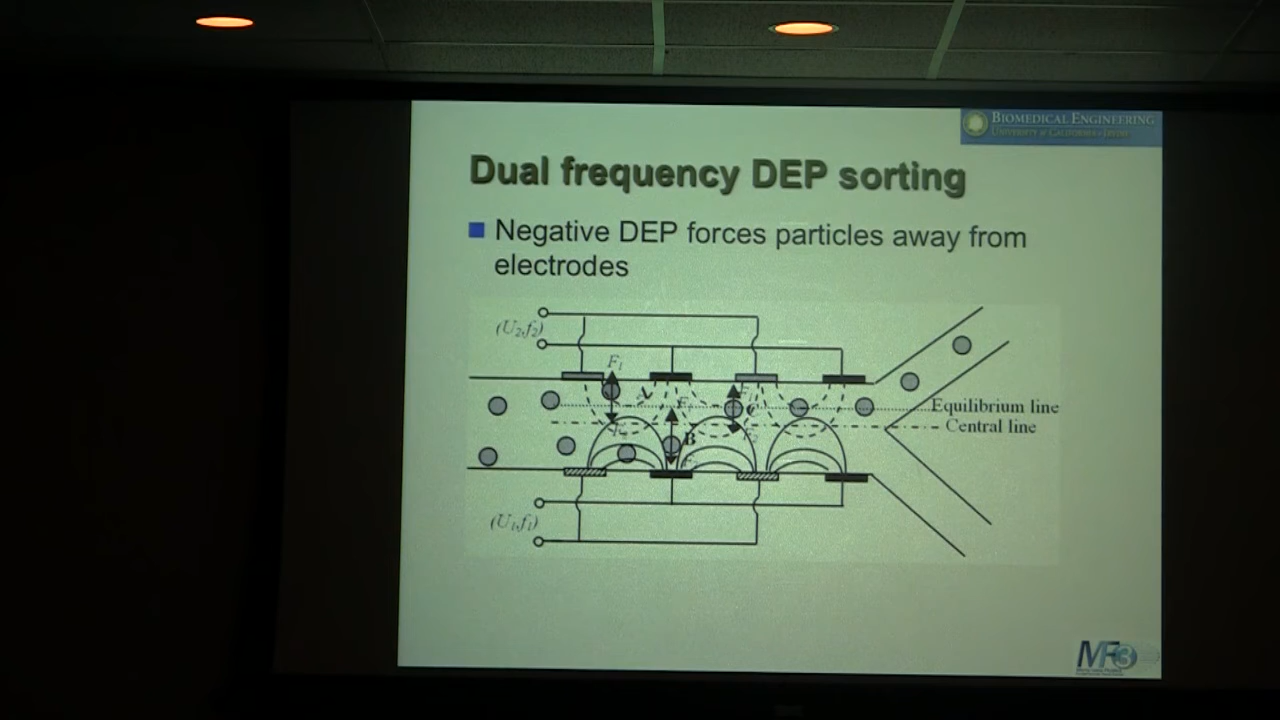 BIOMEDICAL ENGINEERING
UNIVERSITY of CALIFORNIA • IRVINE
Dual frequency DEP sorting
Negative DEP forces particles away from
electrodes
(U2,f2)
F1
A
C
Equilibrium line
Central line
B
(U1,f1)
MF3